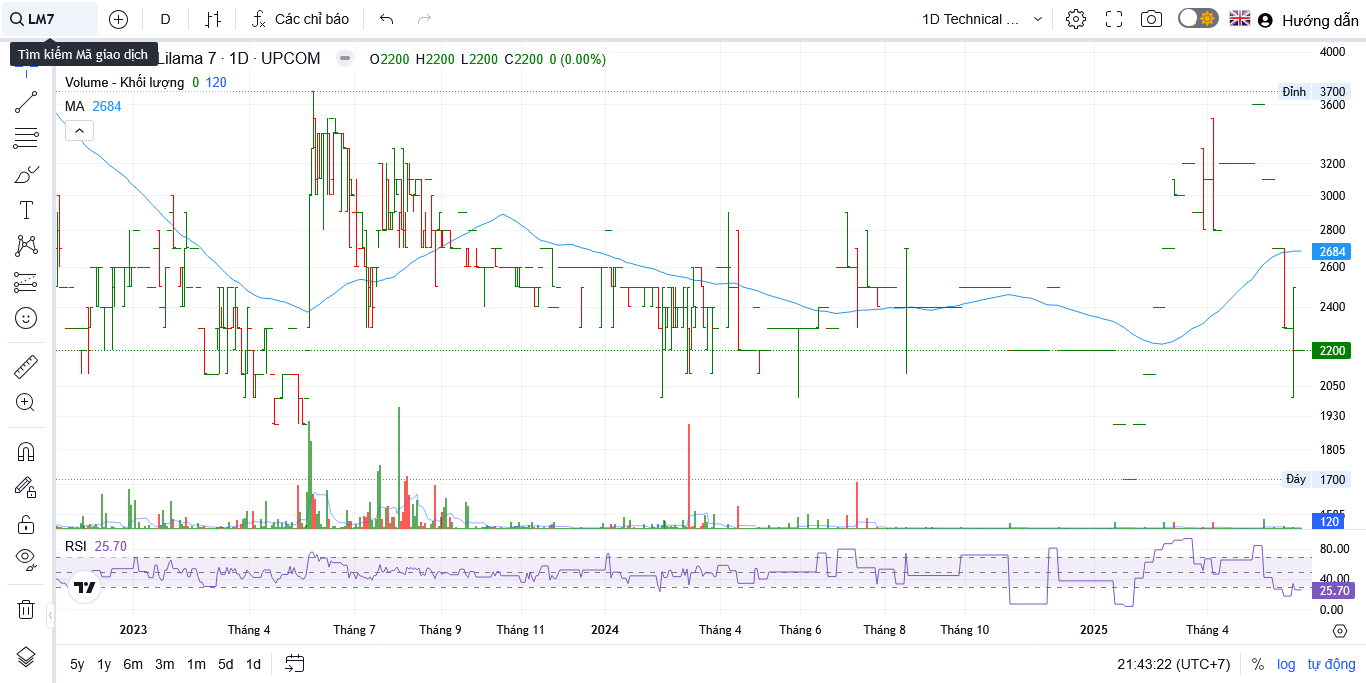 LM7 D Các chỉ báo 1D Technical ... Hướng dẫn
Tìm kiếm Mã giao dịch
Lilama 7 · 1D · UPCOM O2200 H2200 L2200 C2200 0 (0.00%)
Volume - Khối lượng 0 120
MA 2684
4000
Đỉnh 3700
3600
3200
3000
2800
2684
2600
2400
2200
2050
1930
1805
Đáy 1700
1585
120
RSI 25.70
80.00
40.00
25.70
0.00
2023 Tháng 4 Tháng 7 Tháng 9 Tháng 11 2024 Tháng 4 Tháng 6 Tháng 8 Tháng 10 2025 Tháng 4
5y 1y 6m 3m 1m 5d 1d 21:43:22 (UTC+7) % log tự động